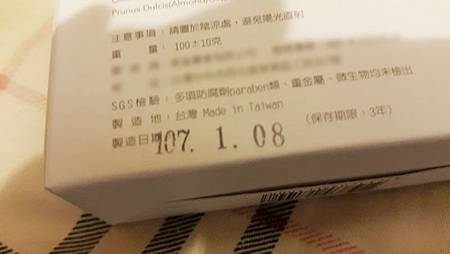 Prunus Dulcis(Almond)
注意事項：請置於陰涼處，避免陽光直射
重　　量：100±10克
SGS檢驗：多項防腐劑paraben類、重金屬、微生物均未檢出
製 造 地：台灣 Made in Taiwan
製造日期 107. 1. 08 （保存期限：3年）